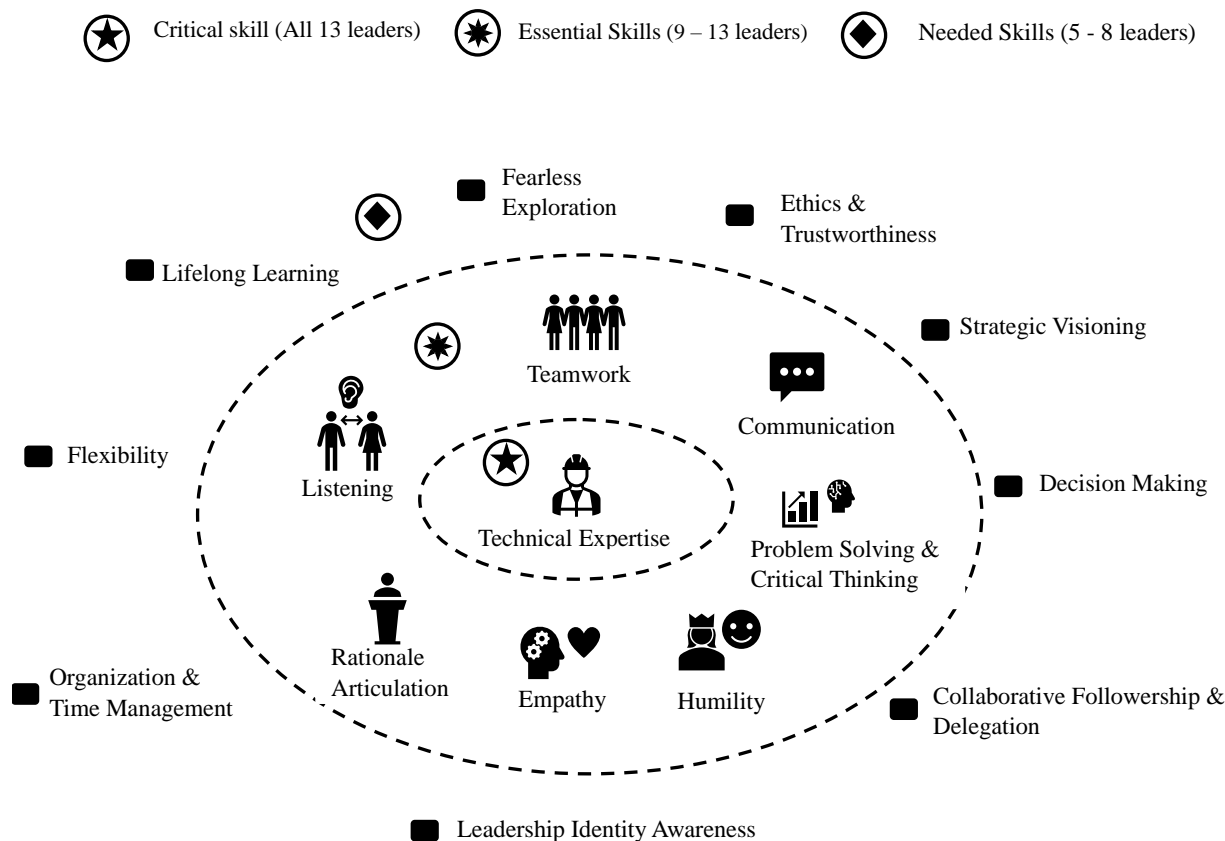 Critical skill (All 13 leaders)
Essential Skills (9 – 13 leaders)
Needed Skills (5 - 8 leaders)
Fearless
Exploration
Ethics &
Trustworthiness
Lifelong Learning
Strategic Visioning
Teamwork
Communication
Flexibility
Listening
Decision Making
Technical Expertise
Problem Solving &
Critical Thinking
Rationale
Articulation
Empathy
Humility
Organization &
Time Management
Collaborative Followership &
Delegation
Leadership Identity Awareness